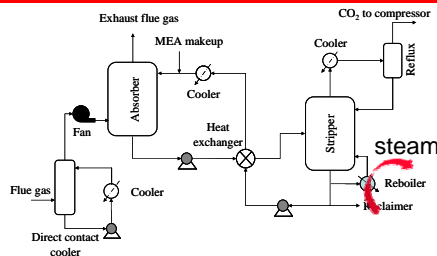 Exhaust flue gas
CO2 to compressor
MEA makeup
Cooler
Reflux
Absorber
Cooler
Fan
Heat
exchanger
Stripper
steam
Flue gas
Cooler
Reboiler
Direct contact
cooler